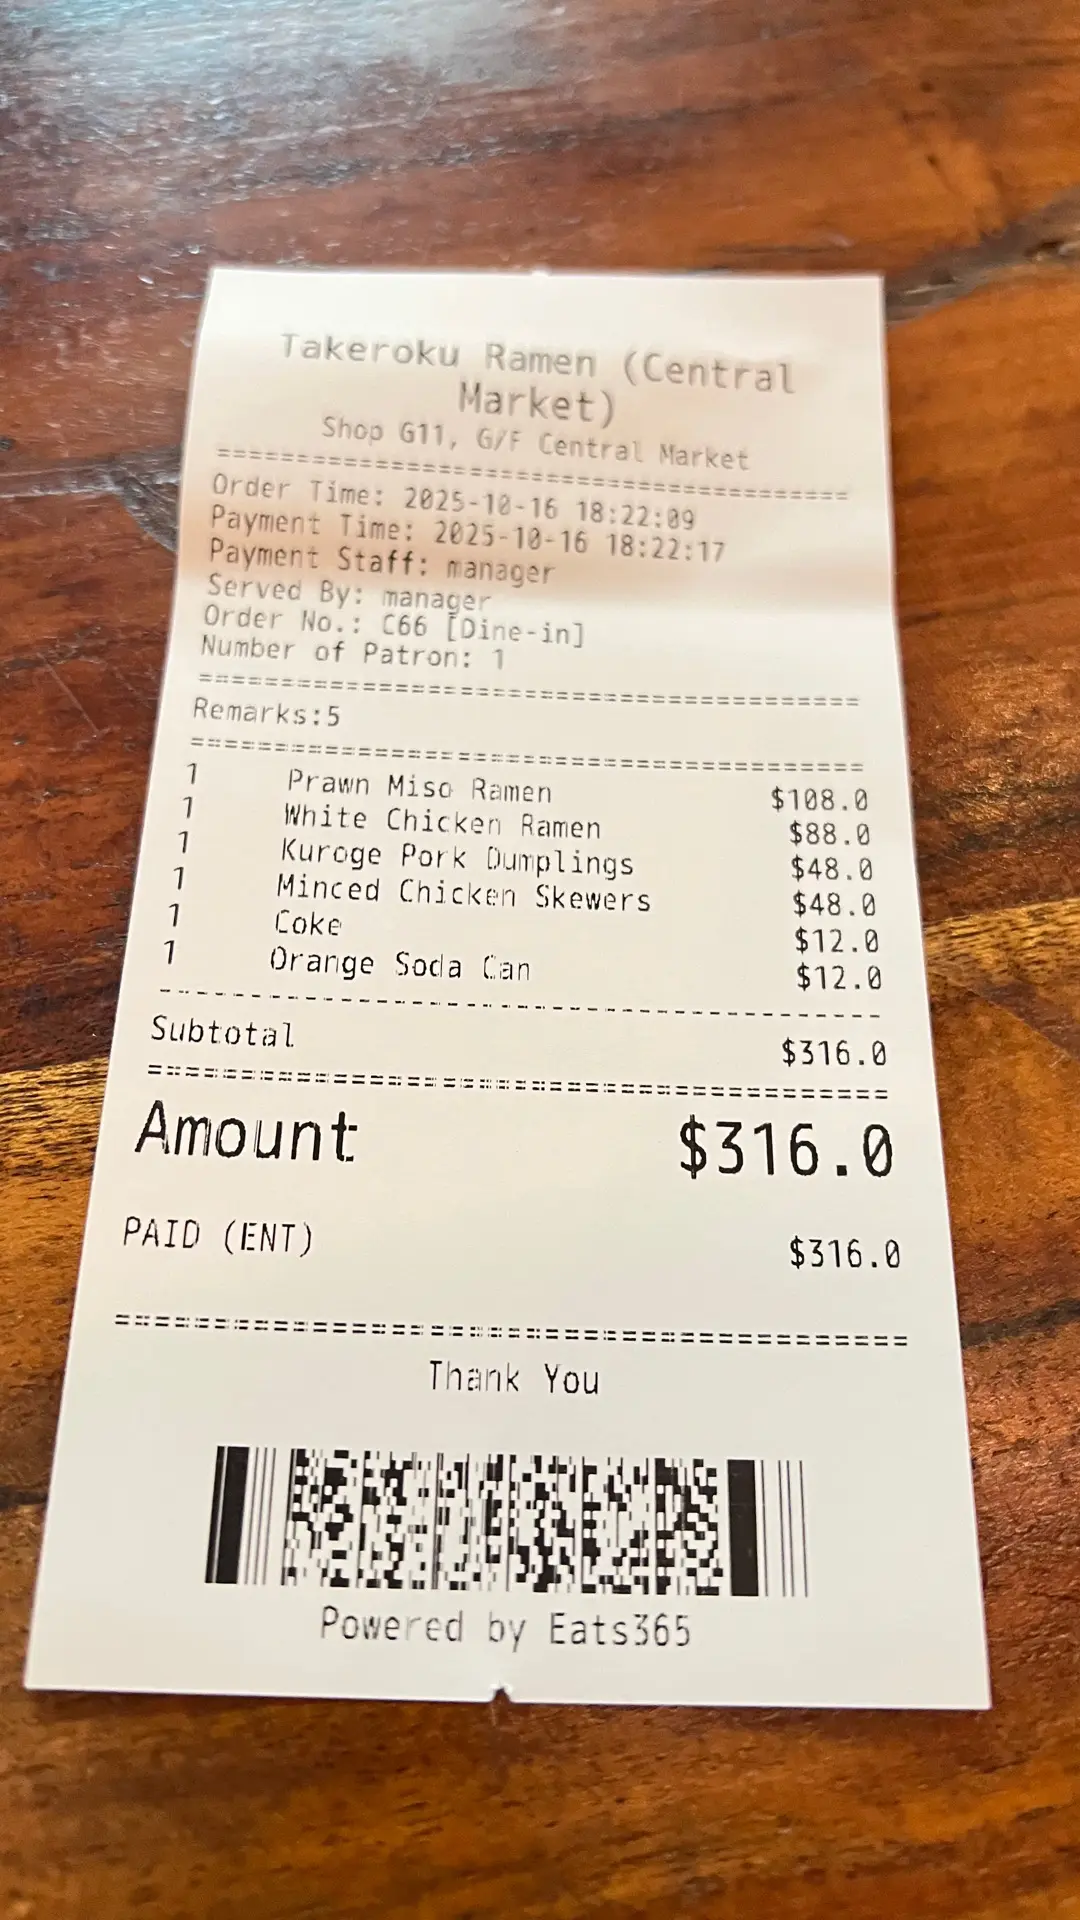 Takeroku Ramen (Central
Market)
Shop G11, G/F Central Market
========================================
Order Time: 2025-10-16 18:22:09
Payment Time: 2025-10-16 18:22:17
Payment Staff: manager
Served By: manager
Order No.: C66 [Dine-in]
Number of Patron: 1
========================================
Remarks:5
========================================
1 Prawn Miso Ramen $108.0
1 White Chicken Ramen $88.0
1 Kuroge Pork Dumplings $48.0
1 Minced Chicken Skewers $48.0
1 Coke $12.0
1 Orange Soda Can $12.0
----------------------------------------
Subtotal $316.0
========================================
Amount $316.0
PAID (ENT) $316.0
========================================
Thank You
Powered by Eats365